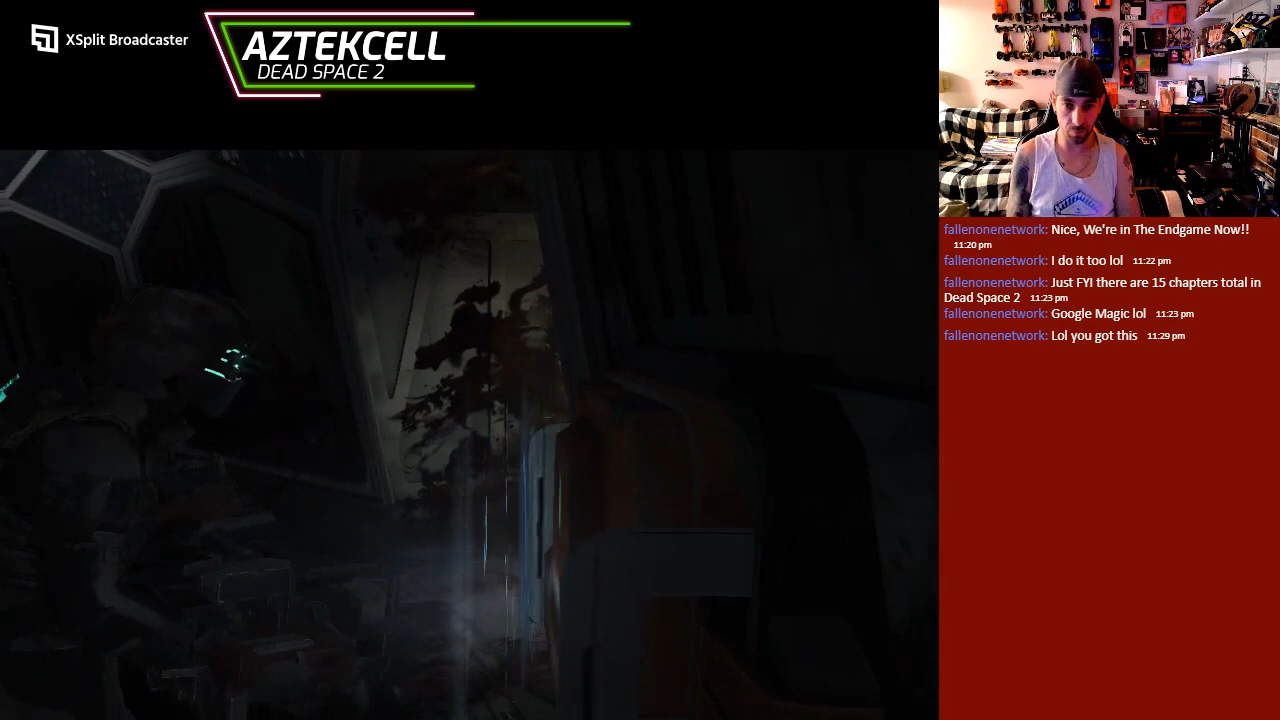 XSplit Broadcaster
AZTEKCELL
DEAD SPACE 2
fallenonenetwork: Nice, We're in The Endgame Now!!
11:20 pm
fallenonenetwork: I do it too lol 11:22 pm
fallenonenetwork: Just FYI there are 15 chapters total in
Dead Space 2 11:23 pm
fallenonenetwork: Google Magic lol 11:23 pm
fallenonenetwork: Lol you got this 11:29 pm